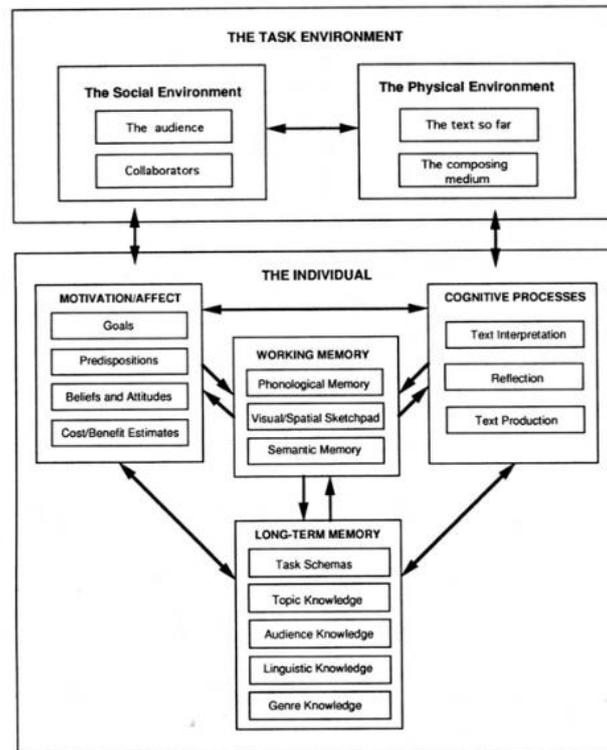 THE TASK ENVIRONMENT
The Social Environment
The audience
Collaborators
The Physical Environment
The text so far
The composing
medium
THE INDIVIDUAL
MOTIVATION/AFFECT
Goals
Predispositions
Beliefs and Attitudes
Cost/Benefit Estimates
WORKING MEMORY
Phonological Memory
Visual/Spatial Sketchpad
Semantic Memory
COGNITIVE PROCESSES
Text Interpretation
Reflection
Text Production
LONG-TERM MEMORY
Task Schemas
Topic Knowledge
Audience Knowledge
Linguistic Knowledge
Genre Knowledge